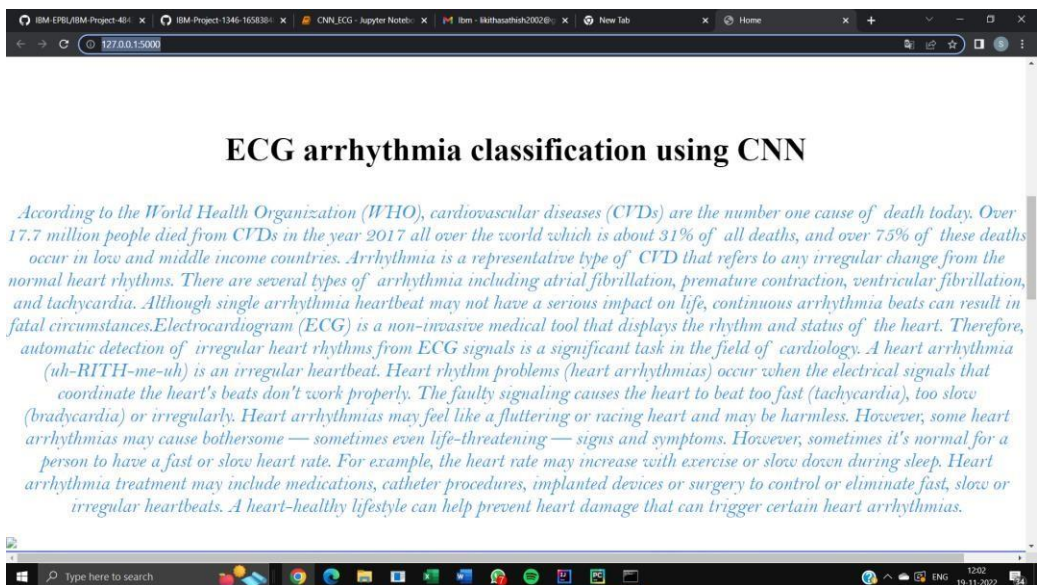 IBM-EPBL/IBM-Project-484
IBM-Project-1346-1658384
CNN_ECG - Jupyter Notebo
Ibm - likithasathish2002@g
New Tab
Home
127.0.0.1:5000
S
ECG arrhythmia classification using CNN
According to the World Health Organization (WHO), cardiovascular diseases (CVDs) are the number one cause of death today. Over
17.7 million people died from CVDs in the year 2017 all over the world which is about 31% of all deaths, and over 75% of these deaths
occur in low and middle income countries. Arrhythmia is a representative type of CVD that refers to any irregular change from the
normal heart rhythms. There are several types of arrhythmia including atrial fibrillation, premature contraction, ventricular fibrillation,
and tachycardia. Although single arrhythmia heartbeat may not have a serious impact on life, continuous arrhythmia beats can result in
fatal circumstances.Electrocardiogram (ECG) is a non-invasive medical tool that displays the rhythm and status of the heart. Therefore,
automatic detection of irregular heart rhythms from ECG signals is a significant task in the field of cardiology. A heart arrhythmia
(uh-RITH-me-uh) is an irregular heartbeat. Heart rhythm problems (heart arrhythmias) occur when the electrical signals that
coordinate the heart's beats don't work properly. The faulty signaling causes the heart to beat too fast (tachycardia), too slow
(bradycardia) or irregularly. Heart arrhythmias may feel like a fluttering or racing heart and may be harmless. However, some heart
arrhythmias may cause bothersome — sometimes even life-threatening — signs and symptoms. However, sometimes it's normal for a
person to have a fast or slow heart rate. For example, the heart rate may increase with exercise or slow down during sleep. Heart
arrhythmia treatment may include medications, catheter procedures, implanted devices or surgery to control or eliminate fast, slow or
irregular heartbeats. A heart-healthy lifestyle can help prevent heart damage that can trigger certain heart arrhythmias.
Type here to search
ENG
12:02
19-11-2022